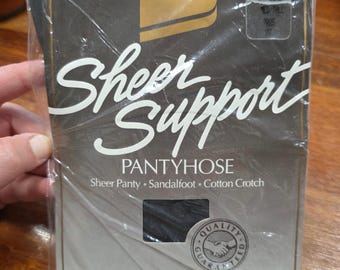 Sheer
Support
PANTYHOSE
Sheer Panty • Sandalfoot • Cotton Crotch
QUALITY
GUARANTEED